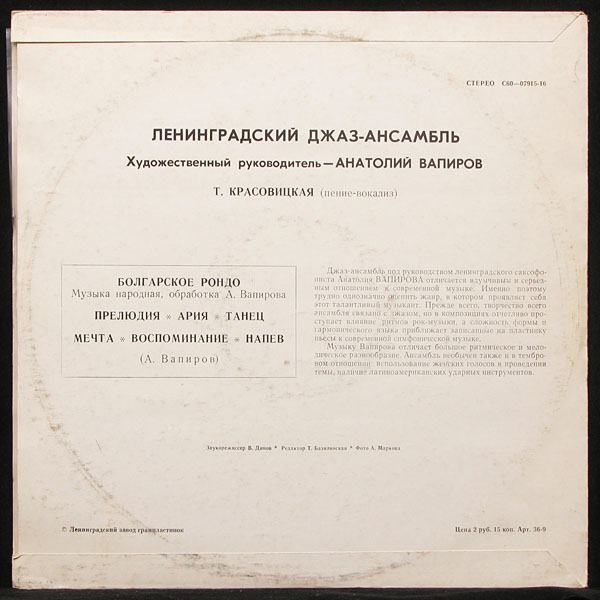 СТЕРЕО С60—07915-16
ЛЕНИНГРАДСКИЙ ДЖАЗ-АНСАМБЛЬ
Художественный руководитель — АНАТОЛИЙ ВАПИРОВ
Т. КРАСОВИЦКАЯ (пение-вокализ)
БОЛГАРСКОЕ РОНДО
Музыка народная, обработка А. Вапирова
ПРЕЛЮДИЯ * АРИЯ * ТАНЕЦ
МЕЧТА * ВОСПОМИНАНИЕ * НАПЕВ
(А. Вапиров)
Джаз-ансамбль под руководством ленинградского саксофо-
ниста Анатолия ВАПИРОВА отличается вдумчивым и серьез-
ным отношением к современной музыке. Именно поэтому
трудно однозначно оценить жанр, в котором проявляет себя
этот талантливый музыкант. Прежде всего, творчество всего
ансамбля связано с джазом, но в композициях отчетливо про-
ступает влияние ритмов рок-музыки, а сложность формы и
гармонического языка приближает записанные на пластинку
пьесы к современной симфонической музыке.
Музыку Вапирова отличает большое ритмическое и мело-
дическое разнообразие. Ансамбль необычен также и в тембро-
вом отношении: использование женских голосов в проведении
темы, наличие латиноамериканских ударных инструментов.
Звукорежиссер В. Динов * Редактор Т. Базилевская * Фото А. Маркова
© Ленинградский завод грампластинок
Цена 2 руб. 15 коп. Арт. 36-9